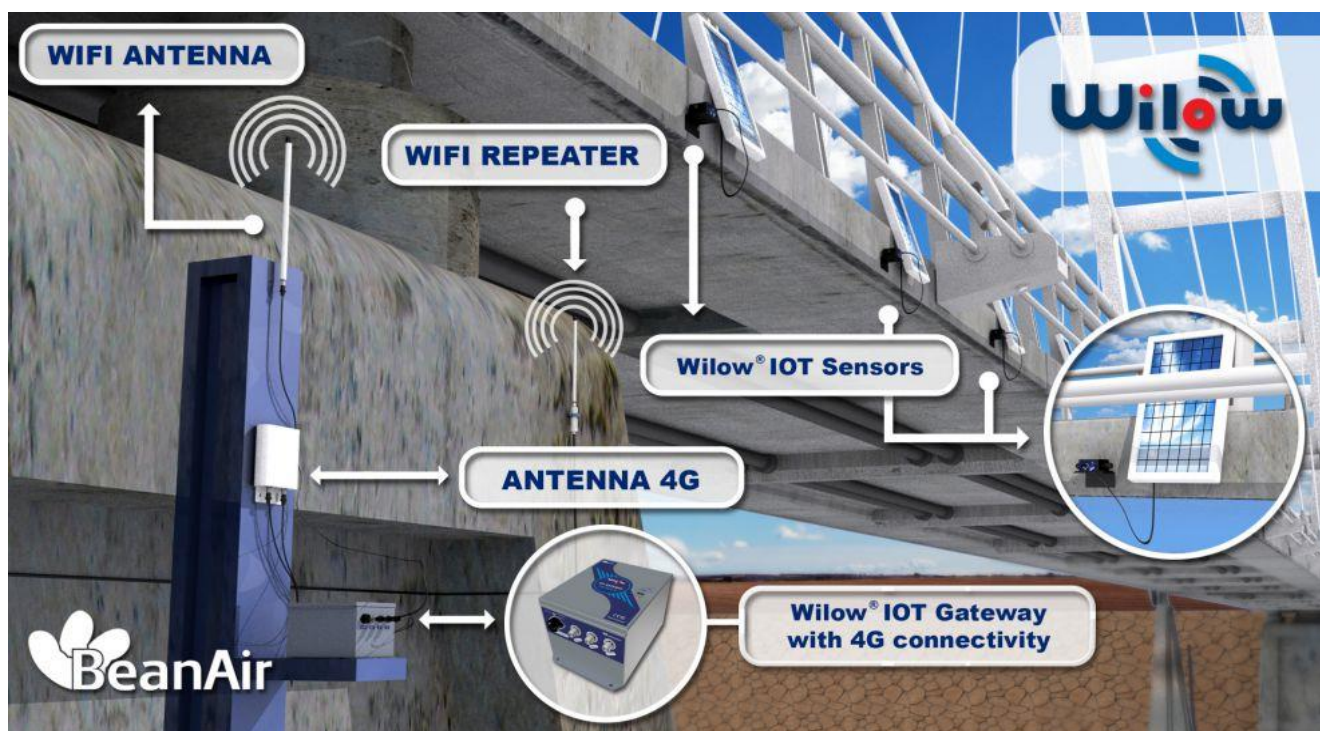 WIFI ANTENNA
Wilow
WIFI REPEATER
Wilow® IOT Sensors
ANTENNA 4G
Wilow® IOT Gateway
with 4G connectivity
BeanAir